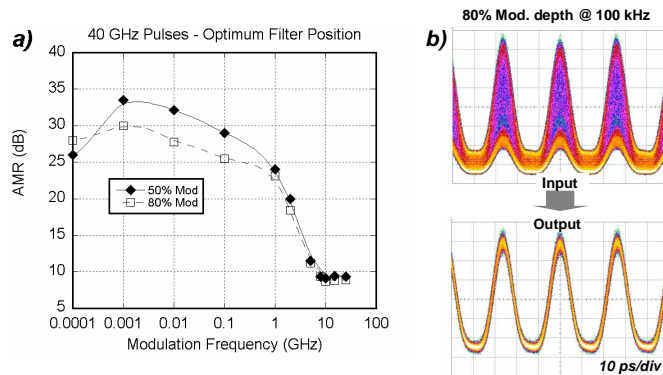 a)
40 GHz Pulses - Optimum Filter Position
40
35
30
25
20
15
10
5
AMR (dB)
50% Mod
80% Mod
0.0001 0.001 0.01 0.1 1 10 100
Modulation Frequency (GHz)
b)
80% Mod. depth @ 100 kHz
Input
Output
10 ps/div